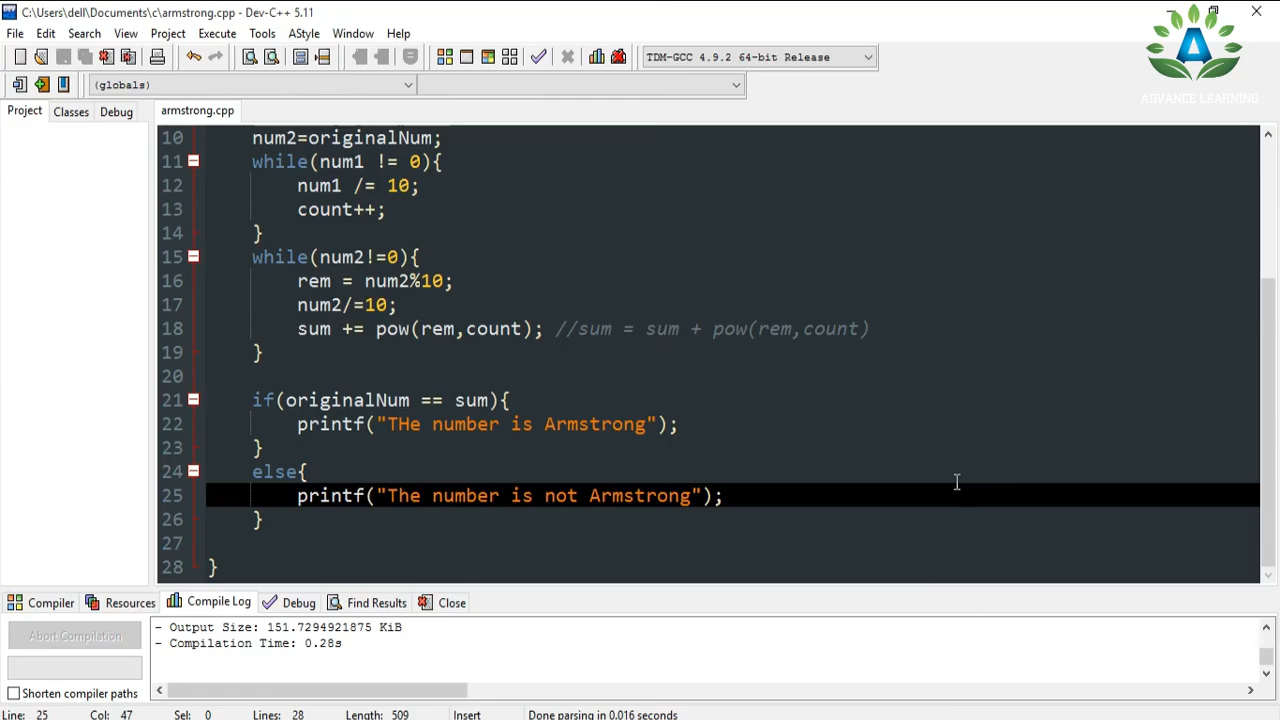 C:\Users\dell\Documents\c\armstrong.cpp - Dev-C++ 5.11
File Edit Search View Project Execute Tools AStyle Window Help
TDM-GCC 4.9.2 64-bit Release
(globals)
ADVANCE LEARNING
Project Classes Debug
armstrong.cpp
10 num2=originalNum;
11 while(num1 != 0){
12 num1 /= 10;
13 count++;
14 }
15 while(num2!=0){
16 rem = num2%10;
17 num2/=10;
18 sum += pow(rem,count); //sum = sum + pow(rem,count)
19 }
20
21 if(originalNum == sum){
22 printf("THe number is Armstrong");
23 }
24 else{
25 printf("The number is not Armstrong");
26 }
27
28 }
Compiler Resources Compile Log Debug Find Results Close
Abort Compilation
- Output Size: 151.7294921875 KiB
- Compilation Time: 0.28s
Shorten compiler paths
Line: 25 Col: 47 Sel: 0 Lines: 28 Length: 509 Insert Done parsing in 0.016 seconds